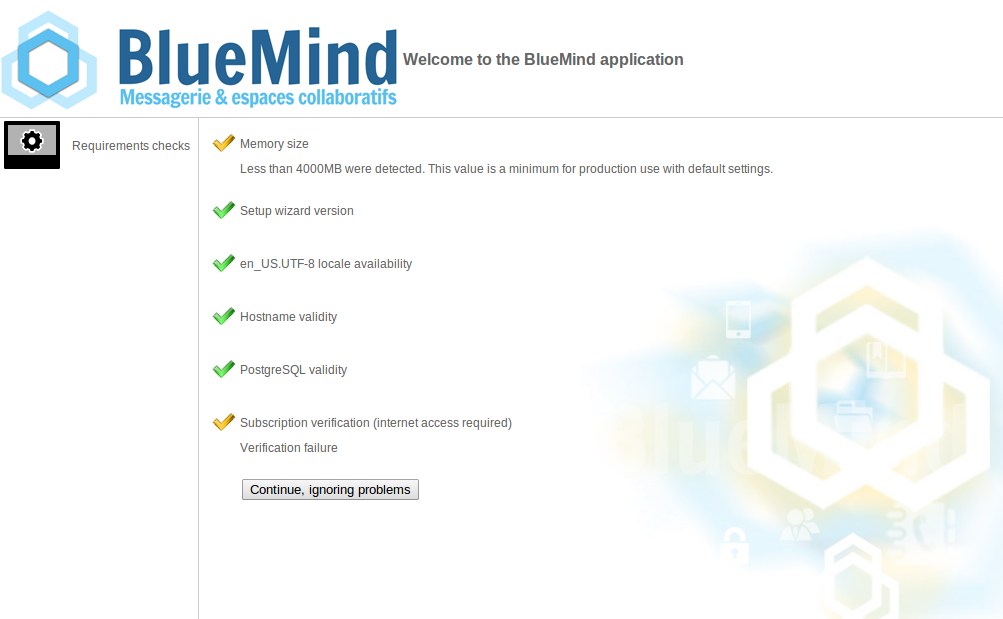 BlueMind
Messagerie & espaces collaboratifs
Welcome to the BlueMind application
Requirements checks
Memory size
Less than 4000MB were detected. This value is a minimum for production use with default settings.
Setup wizard version
en_US.UTF-8 locale availability
Hostname validity
PostgreSQL validity
Subscription verification (internet access required)
Verification failure
Continue, ignoring problems